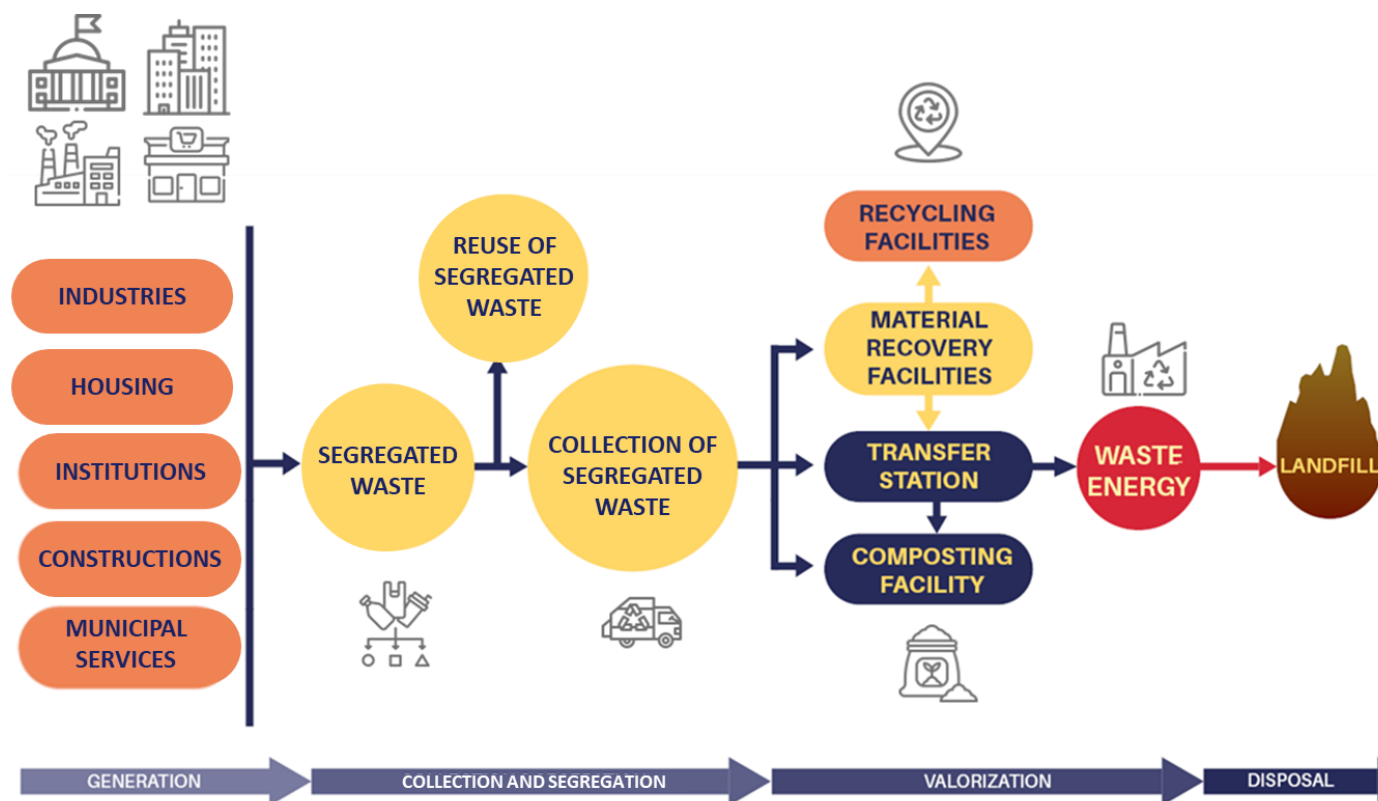 INDUSTRIES
HOUSING
INSTITUTIONS
CONSTRUCTIONS
MUNICIPAL
SERVICES
SEGREGATED
WASTE
REUSE OF
SEGREGATED
WASTE
COLLECTION OF
SEGREGATED
WASTE
RECYCLING
FACILITIES
MATERIAL
RECOVERY
FACILITIES
TRANSFER
STATION
COMPOSTING
FACILITY
WASTE
ENERGY
LANDFILL
GENERATION
COLLECTION AND SEGREGATION
VALORIZATION
DISPOSAL